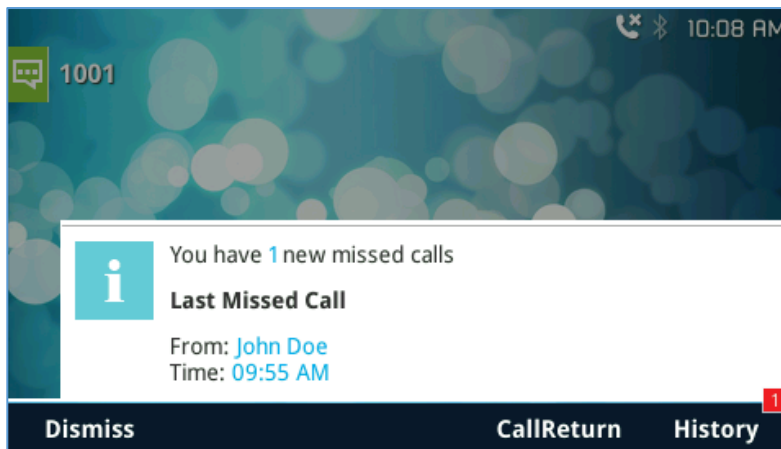 10:08 AM
1001
i
You have 1 new missed calls
Last Missed Call
From: John Doe
Time: 09:55 AM
1
Dismiss CallReturn History